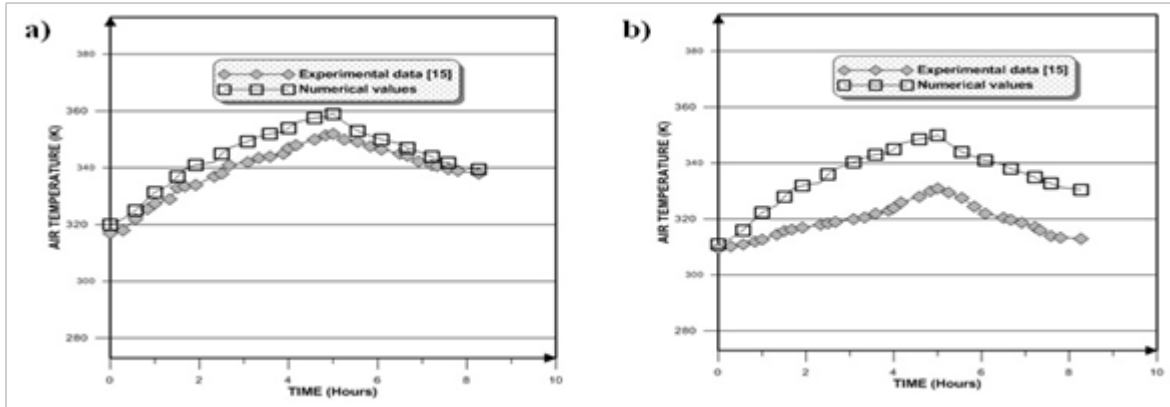 a)
Experimental data [15]
Numerical values
AIR TEMPERATURE (K)
380
360
340
320
300
280
0 2 4 6 8 10
TIME (Hours)
b)
Experimental data [15]
Numerical values
AIR TEMPERATURE (K)
380
360
340
320
300
280
0 2 4 6 8 10
TIME (Hours)